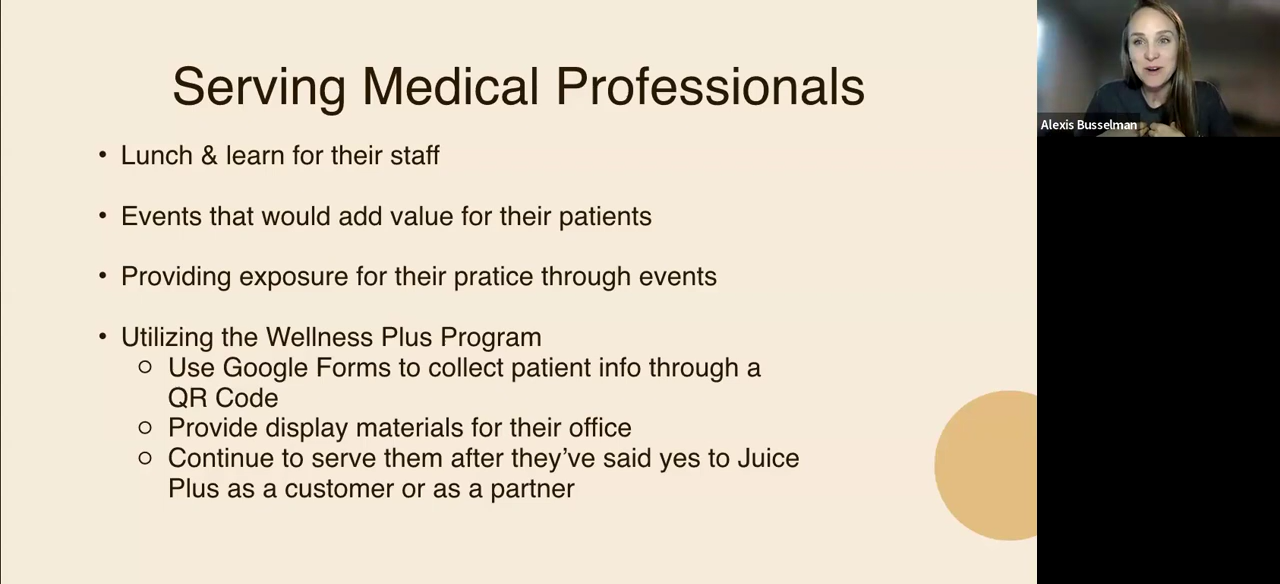 Serving Medical Professionals
Alexis Busselman
• Lunch & learn for their staff
• Events that would add value for their patients
• Providing exposure for their pratice through events
• Utilizing the Wellness Plus Program
○ Use Google Forms to collect patient info through a
QR Code
○ Provide display materials for their office
○ Continue to serve them after they’ve said yes to Juice
Plus as a customer or as a partner